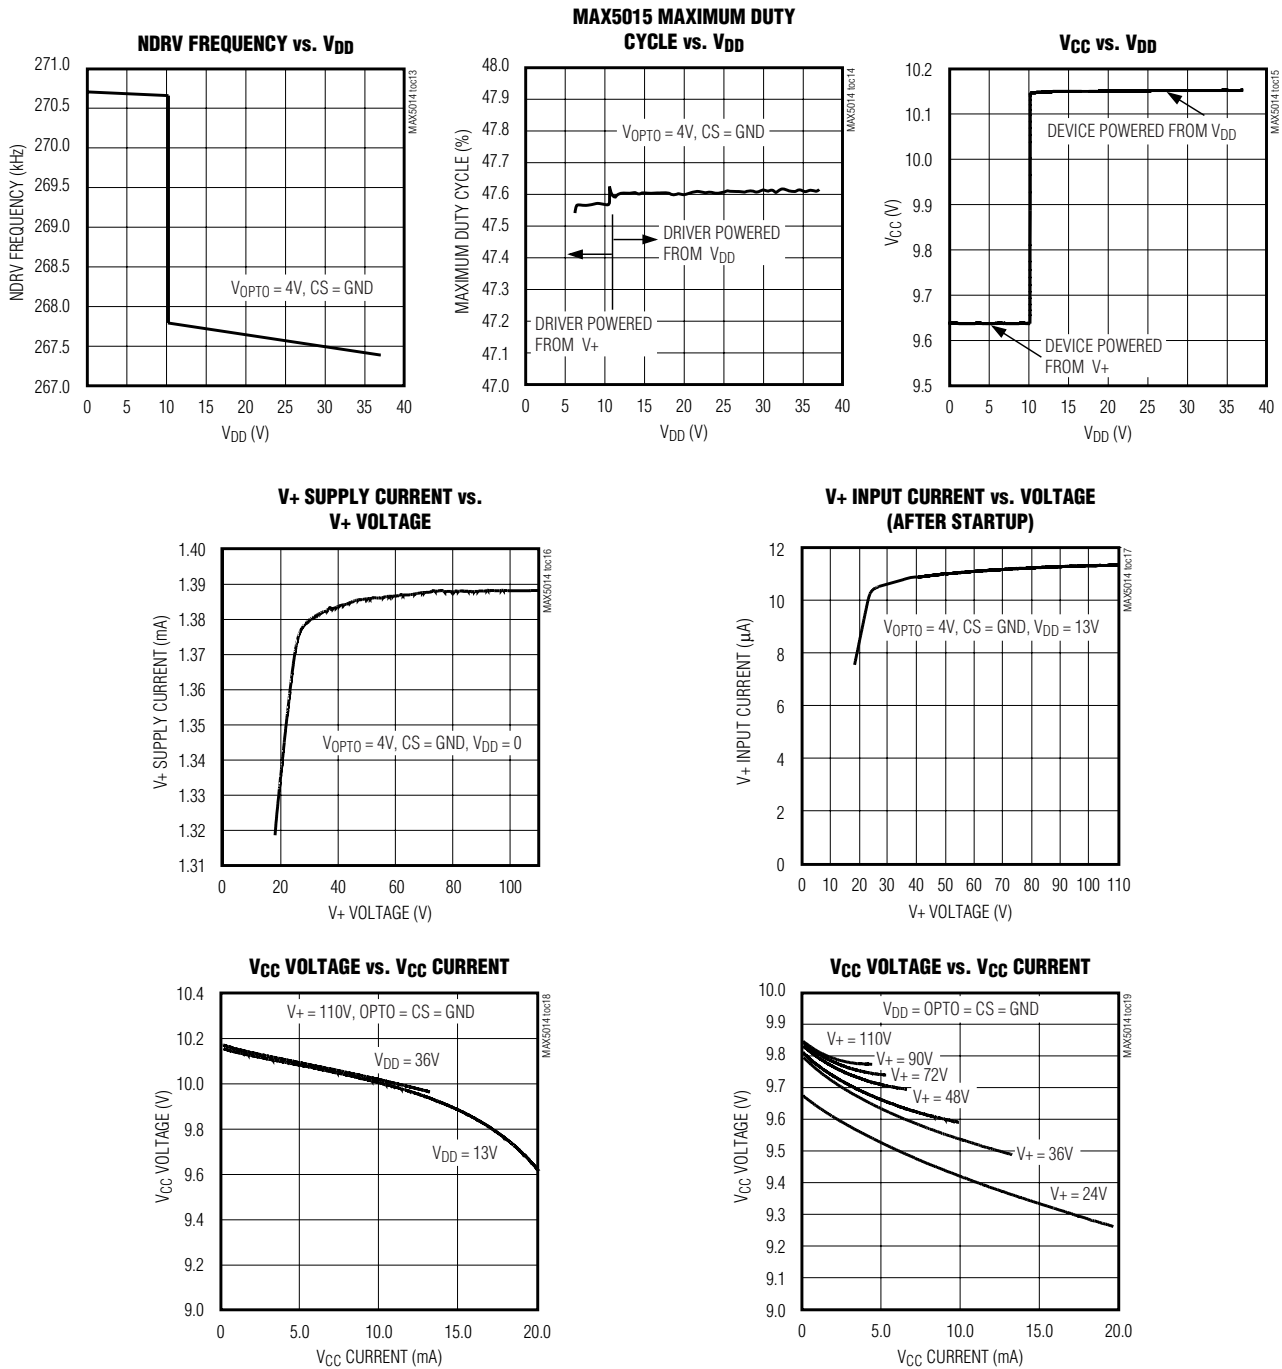 NDRV FREQUENCY vs. VDD
271.0
270.5
270.0
269.5
269.0
268.5
268.0
267.5
267.0
NDRV FREQUENCY (kHz)
VOPTO = 4V, CS = GND
0 5 10 15 20 25 30 35 40
VDD (V)
MAX5014 toc13
MAX5015 MAXIMUM DUTY
CYCLE vs. VDD
48.0
47.9
47.8
47.7
47.6
47.5
47.4
47.3
47.2
47.1
47.0
MAXIMUM DUTY CYCLE (%)
VOPTO = 4V, CS = GND
DRIVER POWERED
FROM VDD
DRIVER POWERED
FROM V+
0 5 10 15 20 25 30 35 40
VDD (V)
MAX5014 toc14
VCC vs. VDD
10.2
10.1
10.0
9.9
9.8
9.7
9.6
9.5
VCC (V)
DEVICE POWERED FROM VDD
DEVICE POWERED
FROM V+
0 5 10 15 20 25 30 35 40
VDD (V)
MAX5014 toc15
V+ SUPPLY CURRENT vs.
V+ VOLTAGE
1.40
1.39
1.38
1.37
1.36
1.35
1.34
1.33
1.32
1.31
V+ SUPPLY CURRENT (mA)
VOPTO = 4V, CS = GND, VDD = 0
0 20 40 60 80 100
V+ VOLTAGE (V)
MAX5014 toc16
V+ INPUT CURRENT vs. VOLTAGE
(AFTER STARTUP)
12
10
8
6
4
2
0
V+ INPUT CURRENT (µA)
VOPTO = 4V, CS = GND, VDD = 13V
0 10 20 30 40 50 60 70 80 90 100 110
V+ VOLTAGE (V)
MAX5014 toc17
VCC VOLTAGE vs. VCC CURRENT
10.4
10.2
10.0
9.8
9.6
9.4
9.2
9.0
VCC VOLTAGE (V)
V+ = 110V, OPTO = CS = GND
VDD = 36V
VDD = 13V
0 5.0 10.0 15.0 20.0
VCC CURRENT (mA)
MAX5014 toc18
VCC VOLTAGE vs. VCC CURRENT
10.0
9.9
9.8
9.7
9.6
9.5
9.4
9.3
9.2
9.1
9.0
VCC VOLTAGE (V)
VDD = OPTO = CS = GND
V+ = 110V
V+ = 90V
V+ = 72V
V+ = 48V
V+ = 36V
V+ = 24V
0 5.0 10.0 15.0 20.0
VCC CURRENT (mA)
MAX5014 toc19